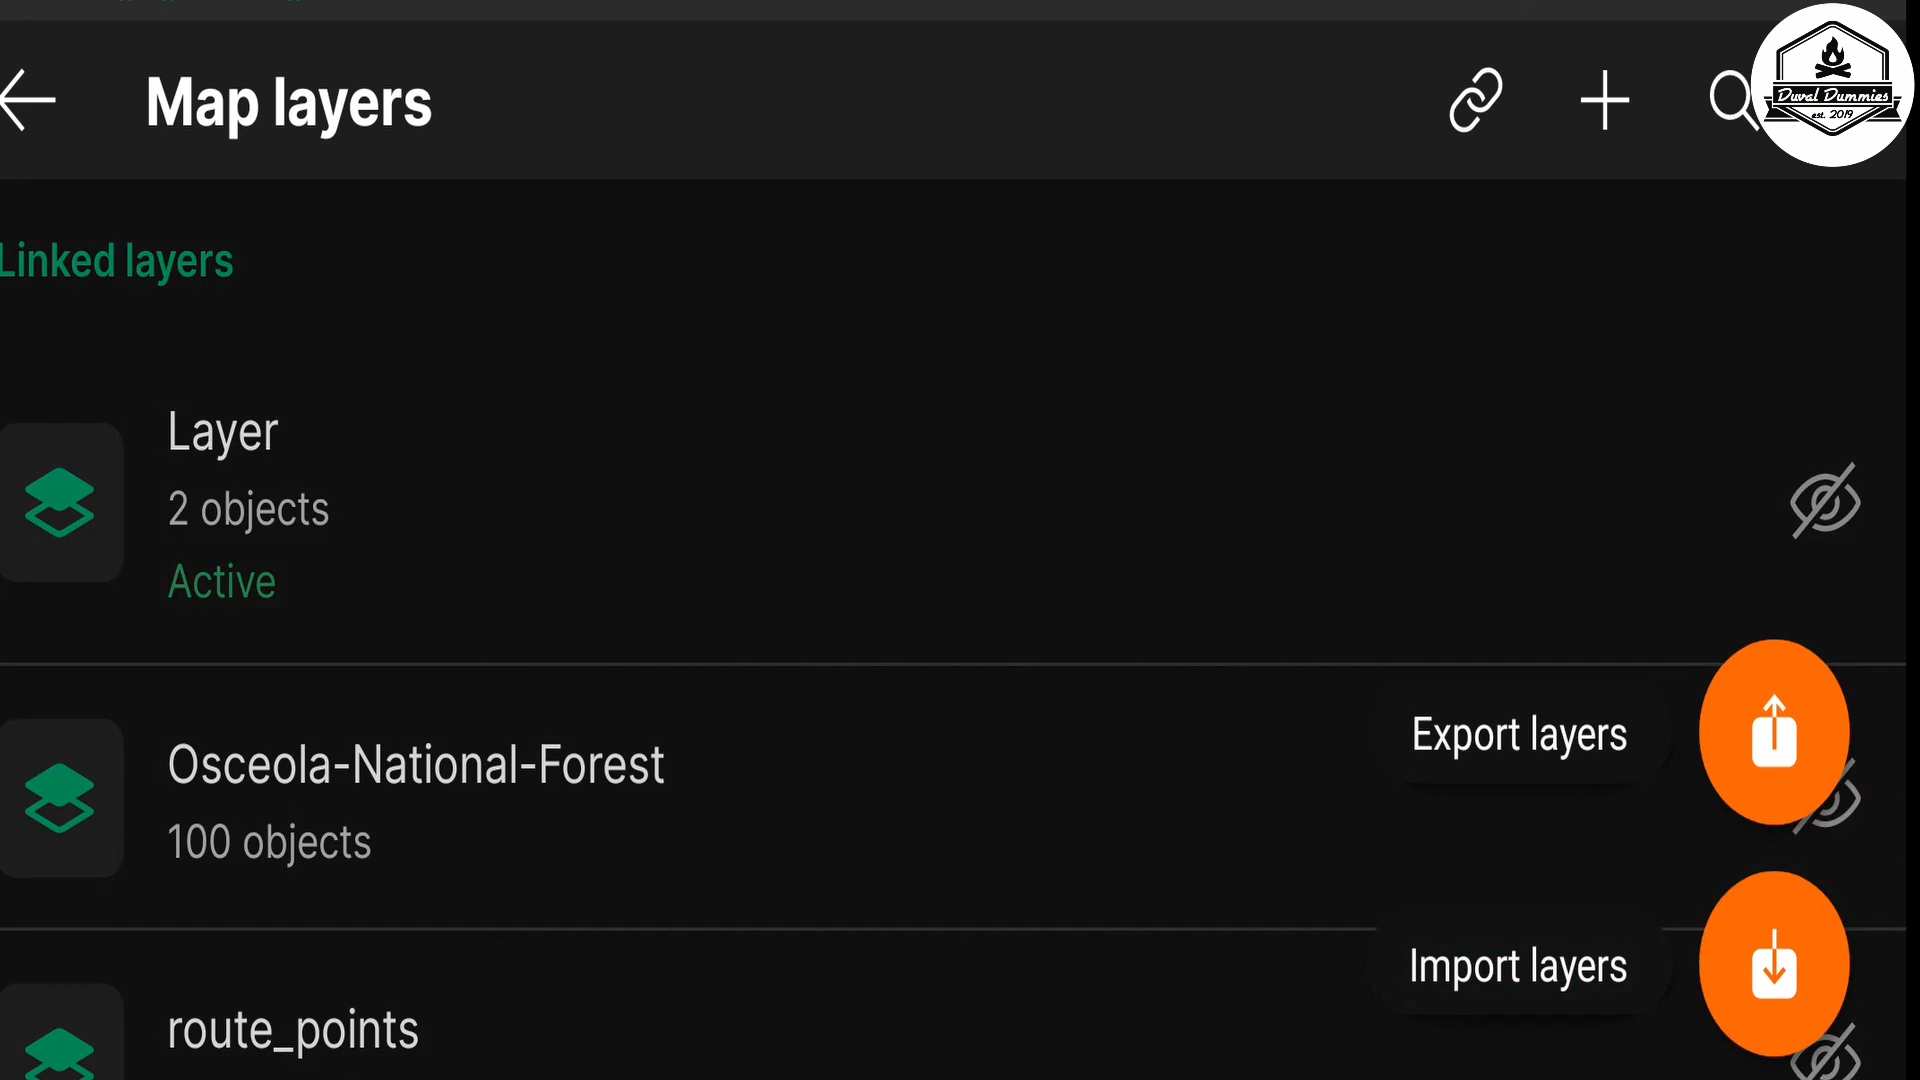 Map layers
Duval Dummies
est. 2019
Linked layers
Layer
2 objects
Active
Osceola-National-Forest
100 objects
Export layers
Import layers
route_points